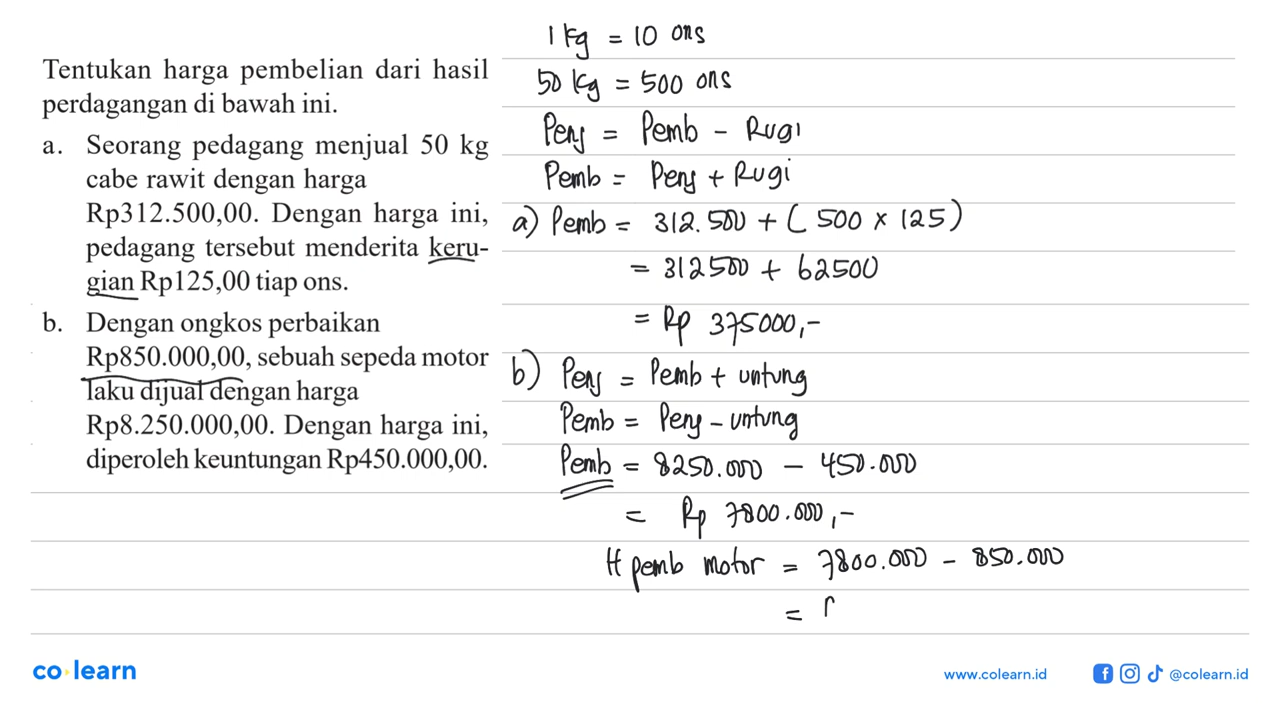 Tentukan harga pembelian dari hasil
perdagangan di bawah ini.
a. Seorang pedagang menjual 50 kg
cabe rawit dengan harga
Rp312.500,00. Dengan harga ini,
pedagang tersebut menderita keru-
gian Rp125,00 tiap ons.
b. Dengan ongkos perbaikan
Rp850.000,00, sebuah sepeda motor
laku dijual dengan harga
Rp8.250.000,00. Dengan harga ini,
diperoleh keuntungan Rp450.000,00.
1 kg = 10 ons
50 kg = 500 ons
Penj = Pemb - Rugi
Pemb = Penj + Rugi
a) Pemb = 312.500 + ( 500 x 125 )
= 312500 + 62500
= Rp 375000,-
b) Penj = Pemb + untung
Pemb = Penj - untung
Pemb = 8250.000 - 450.000
= Rp 7800.000,-
H pemb motor = 7800.000 - 850.000
=
co learn
www.colearn.id
@colearn.id